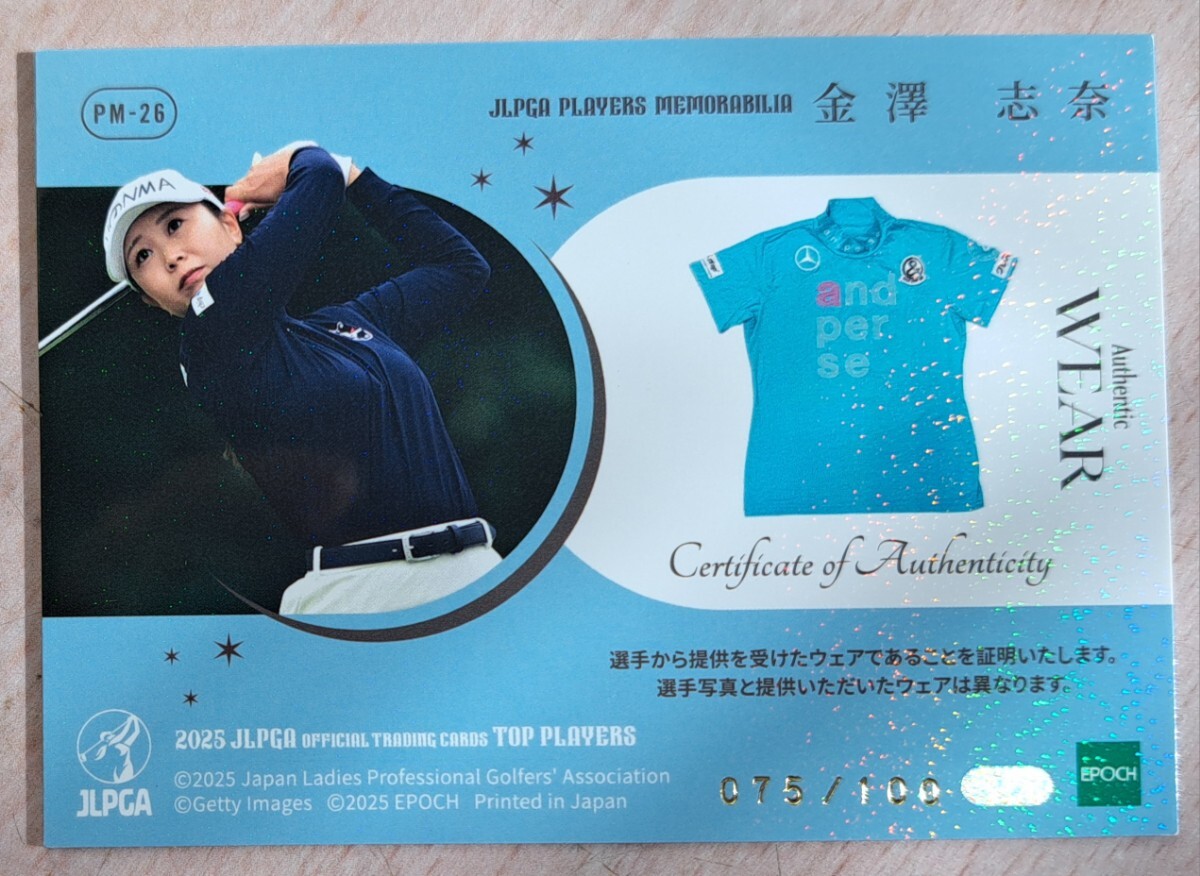 PM-26
JLPGA PLAYERS MEMORABILIA 金澤 志奈
and
per
se
Authentic
WEAR
Certificate of Authenticity
選手から提供を受けたウェアであることを証明いたします。
選手写真と提供いただいたウェアは異なります。
2025 JLPGA OFFICIAL TRADING CARDS TOP PLAYERS
©2025 Japan Ladies Professional Golfers' Association
©Getty Images ©2025 EPOCH Printed in Japan
JLPGA
075/100
EPOCH